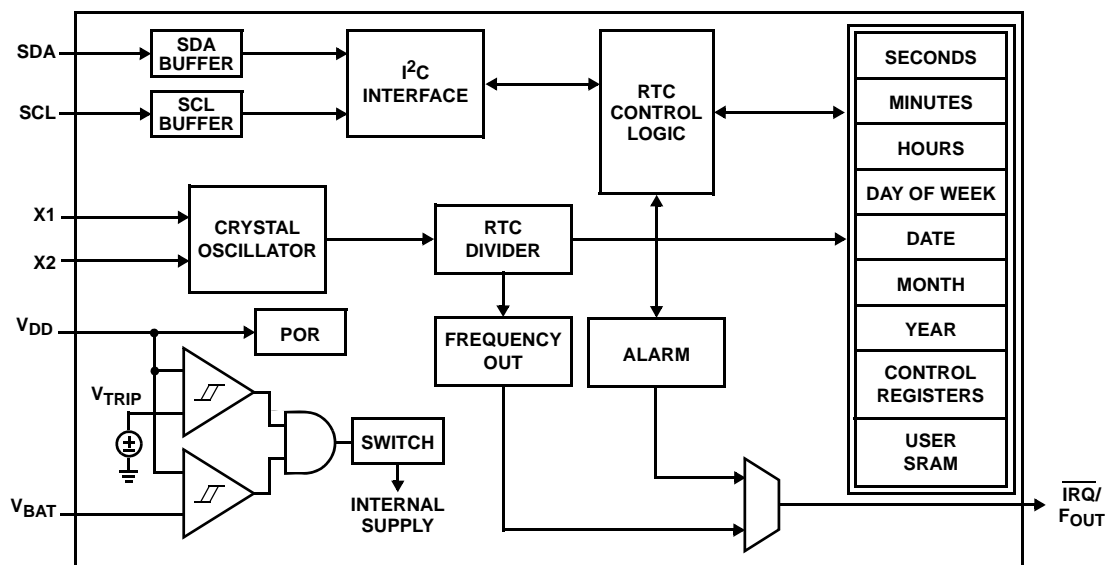 SDA
SDA
BUFFER
SCL
SCL
BUFFER
I²C
INTERFACE
RTC
CONTROL
LOGIC
SECONDS
MINUTES
HOURS
DAY OF WEEK
DATE
MONTH
YEAR
CONTROL
REGISTERS
USER
SRAM
X1
X2
CRYSTAL
OSCILLATOR
RTC
DIVIDER
FREQUENCY
OUT
ALARM
VDD
POR
VTRIP
VBAT
SWITCH
INTERNAL
SUPPLY
IRQ/
FOUT